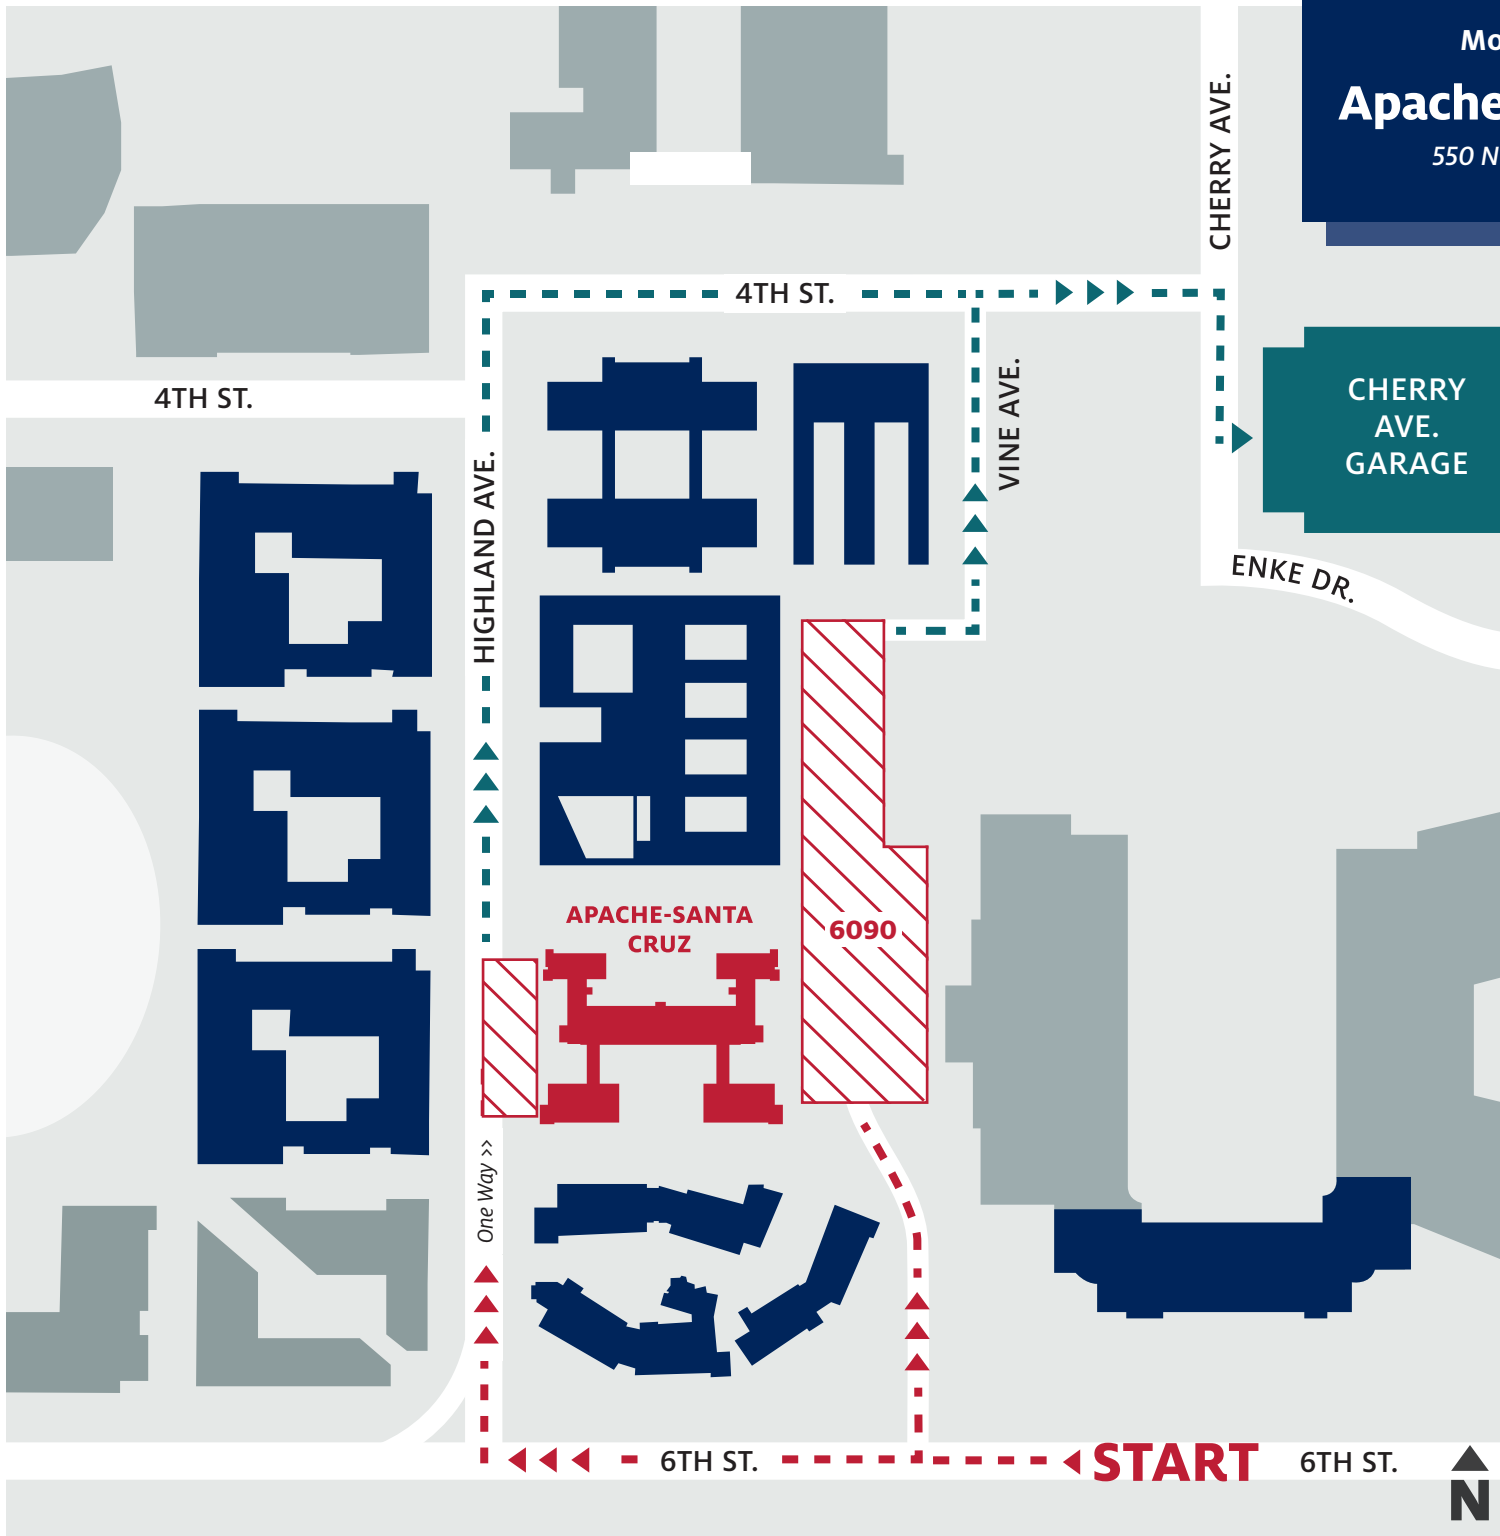 Mo
Apache
550 N
CHERRY AVE.
4TH ST.
4TH ST.
VINE AVE.
CHERRY
AVE.
GARAGE
HIGHLAND AVE.
ENKE DR.
APACHE-SANTA
CRUZ
6090
One Way >>
6TH ST.
START
6TH ST.
N